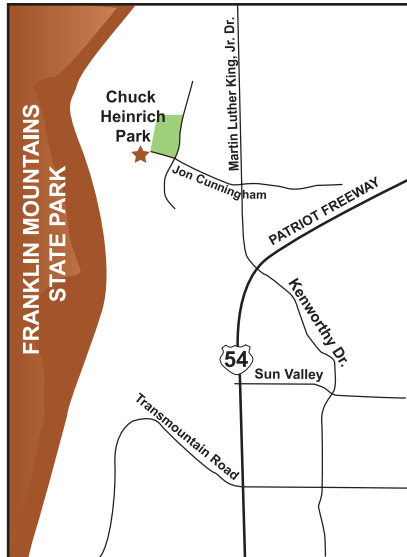 Chuck
Heinrich
Park
Martin Luther King, Jr. Dr.
Jon Cunningham
FRANKLIN MOUNTAINS
STATE PARK
PATRIOT FREEWAY
Kenworthy Dr.
54
Sun Valley
Transmountain Road